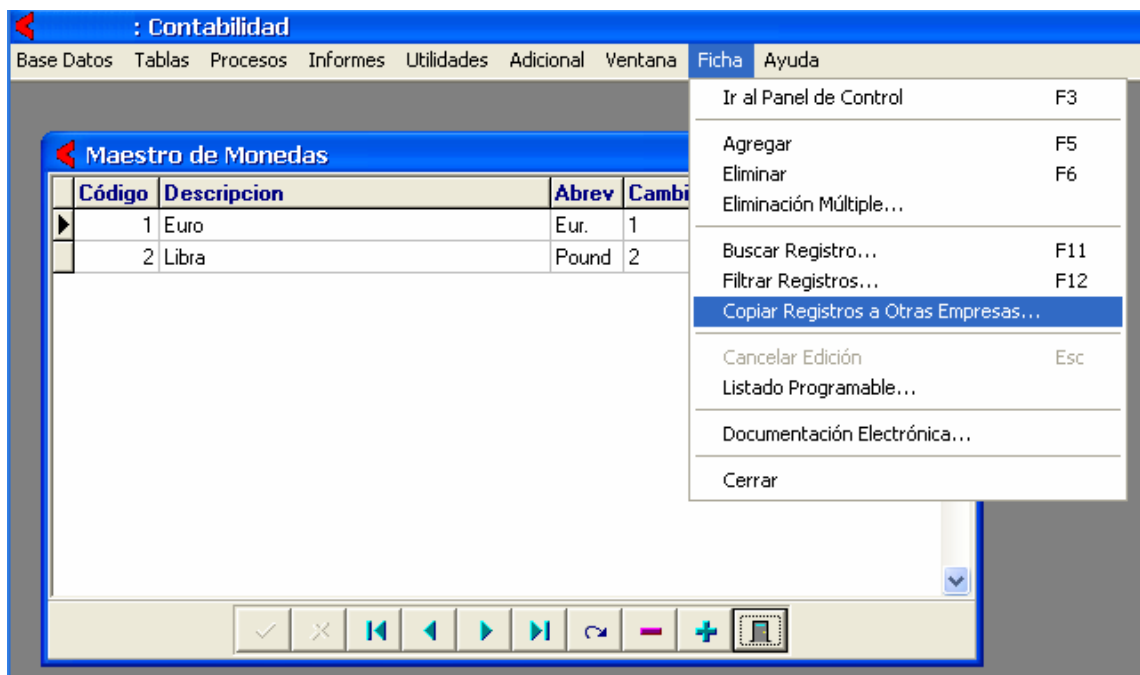 : Contabilidad
Base Datos Tablas Procesos Informes Utilidades Adicional Ventana Ficha Ayuda
Ir al Panel de Control F3
Agregar F5
Eliminar F6
Eliminación Múltiple...
Buscar Registro... F11
Filtrar Registros... F12
Copiar Registros a Otras Empresas...
Cancelar Edición Esc
Listado Programable...
Documentación Electrónica...
Cerrar
Maestro de Monedas
Código Descripcion Abrev Cambi
1 Euro Eur. 1
2 Libra Pound 2